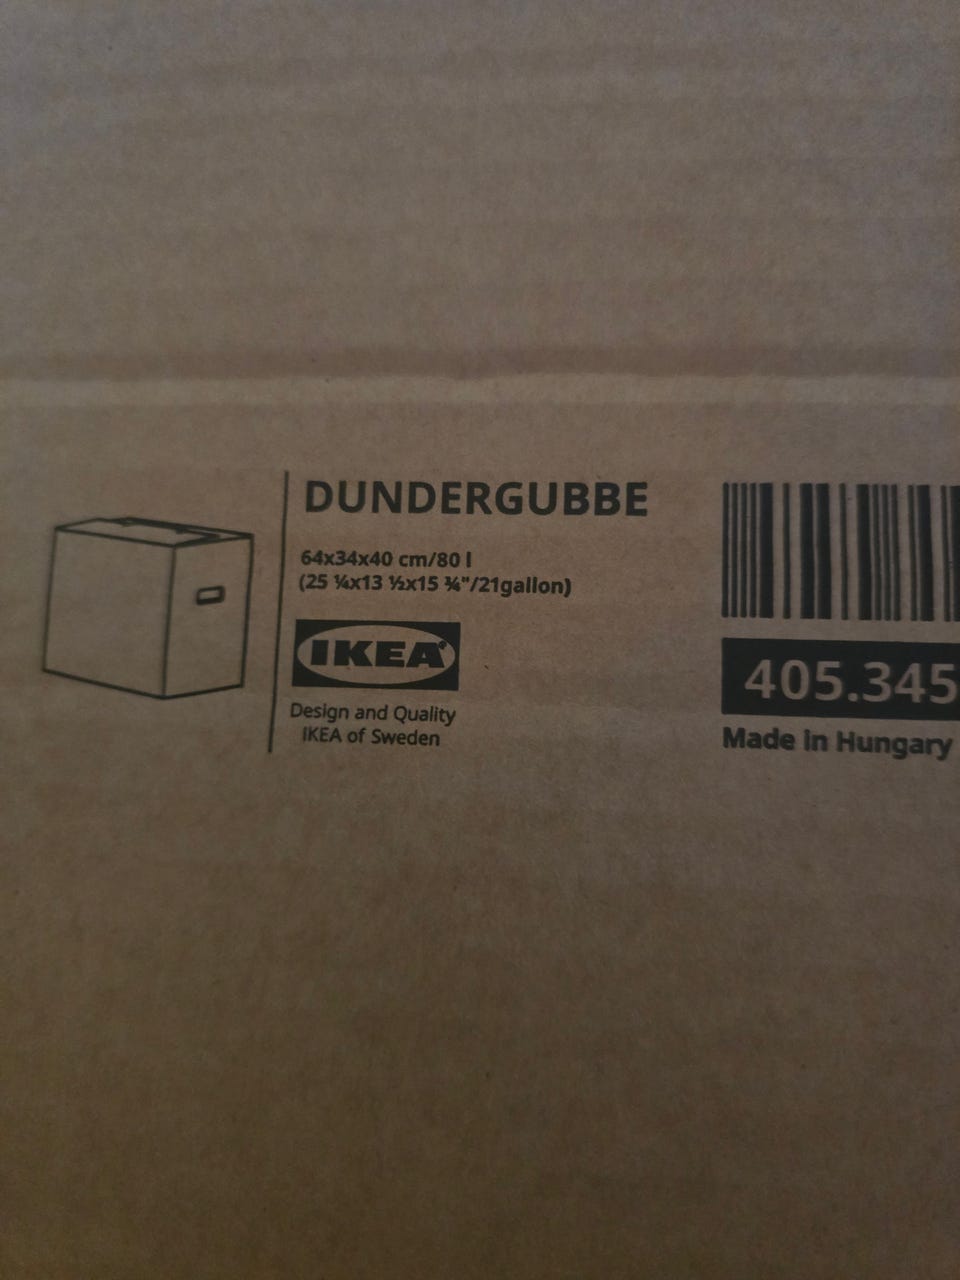 DUNDERGUBBE
64x34x40 cm/80 l
(25 ¼x13 ½x15 ¾"/21gallon)
IKEA®
Design and Quality
IKEA of Sweden
405.345
Made in Hungary